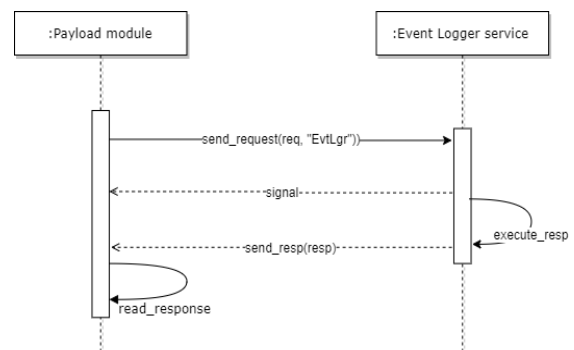 :Payload module
:Event Logger service
send_request(req, "EvtLgr"))
signal
execute_resp
send_resp(resp)
read_response